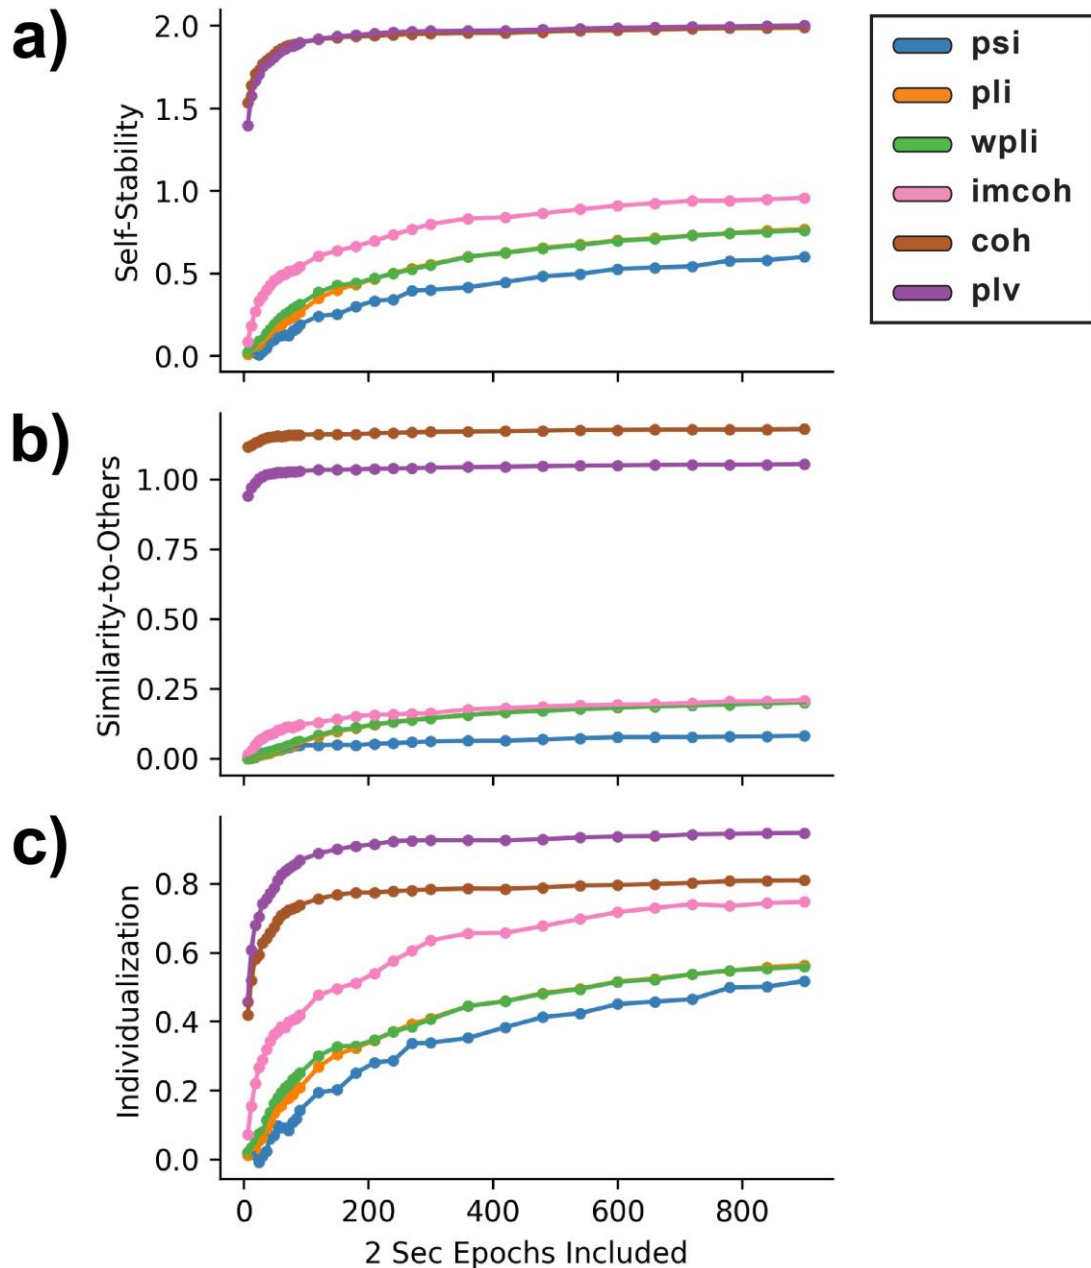 a)
Self-Stability
2.0
1.5
1.0
0.5
0.0
psi
pli
wpli
imcoh
coh
plv
b)
Similarity-to-Others
1.00
0.75
0.50
0.25
0.00
c)
Individualization
0.8
0.6
0.4
0.2
0.0
0 200 400 600 800
2 Sec Epochs Included